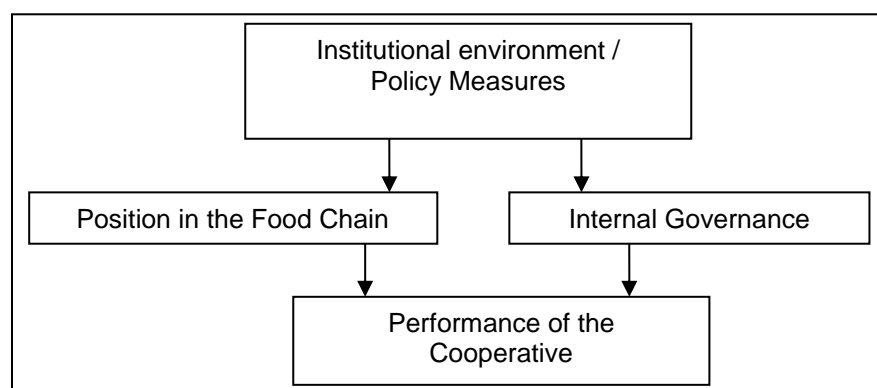 Institutional environment /
Policy Measures
Position in the Food Chain
Internal Governance
Performance of the
Cooperative